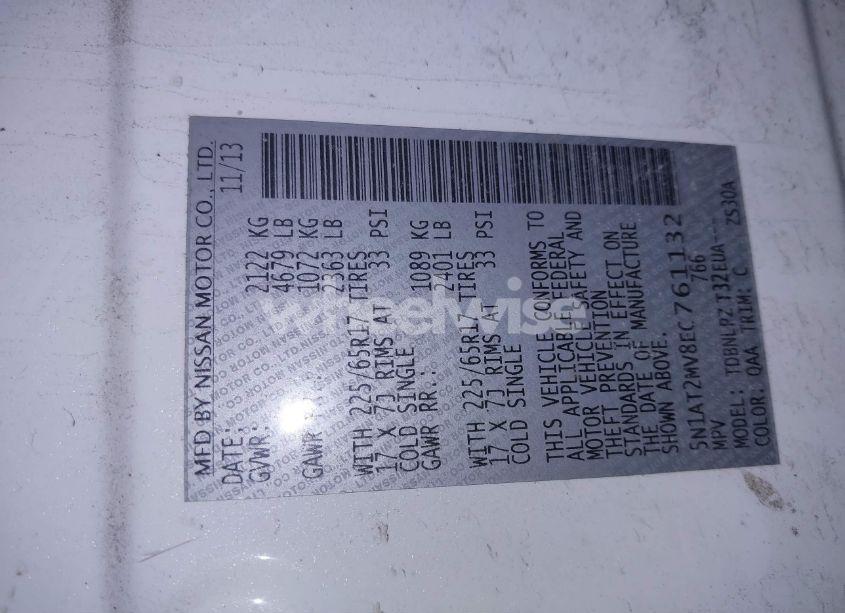 MFD BY NISSAN MOTOR CO., LTD.
DATE: 11/13
GVWR: 2122 KG
4679 LB
GAWR FR.: 1072 KG
2363 LB
WITH 225/65R17 TIRES
17 X 7J RIMS AT 33 PSI
COLD SINGLE
GAWR RR.: 1089 KG
2401 LB
WITH 225/65R17 TIRES
17 X 7J RIMS AT 33 PSI
COLD SINGLE
THIS VEHICLE CONFORMS TO
ALL APPLICABLE FEDERAL
MOTOR VEHICLE SAFETY AND
THEFT PREVENTION
STANDARDS IN EFFECT ON
THE DATE OF MANUFACTURE
SHOWN ABOVE.
5N1AT2MV8EC761132
MPV 766
MODEL: TDBNLRZT32EUA---
COLOR: QAA TRIM: C ZS30A
wheelwise